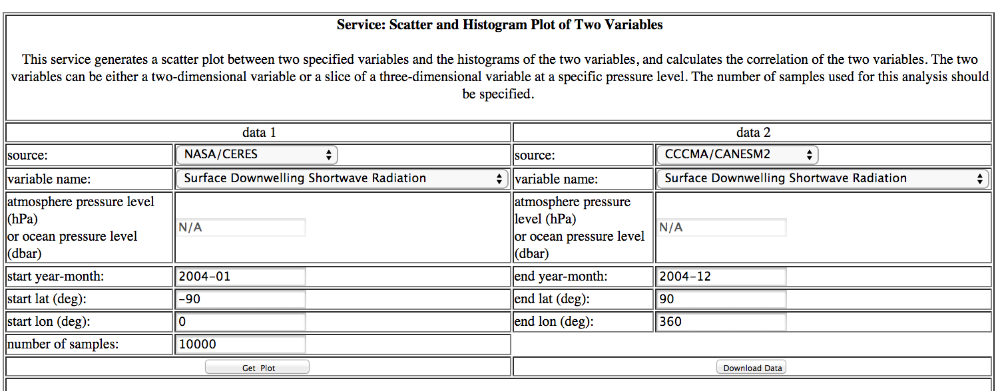 Service: Scatter and Histogram Plot of Two Variables
This service generates a scatter plot between two specified variables and the histograms of the two variables, and calculates the correlation of the two variables. The two
variables can be either a two-dimensional variable or a slice of a three-dimensional variable at a specific pressure level. The number of samples used for this analysis should
be specified.
data 1 data 2
source: NASA/CERES source: CCCMA/CANESM2
variable name: Surface Downwelling Shortwave Radiation variable name: Surface Downwelling Shortwave Radiation
atmosphere pressure level
(hPa)
or ocean pressure level
(dbar)
N/A
atmosphere pressure
level (hPa)
or ocean pressure level
(dbar)
N/A
start year-month: 2004-01 end year-month: 2004-12
start lat (deg): -90 end lat (deg): 90
start lon (deg): 0 end lon (deg): 360
number of samples: 10000
Get Plot Download Data